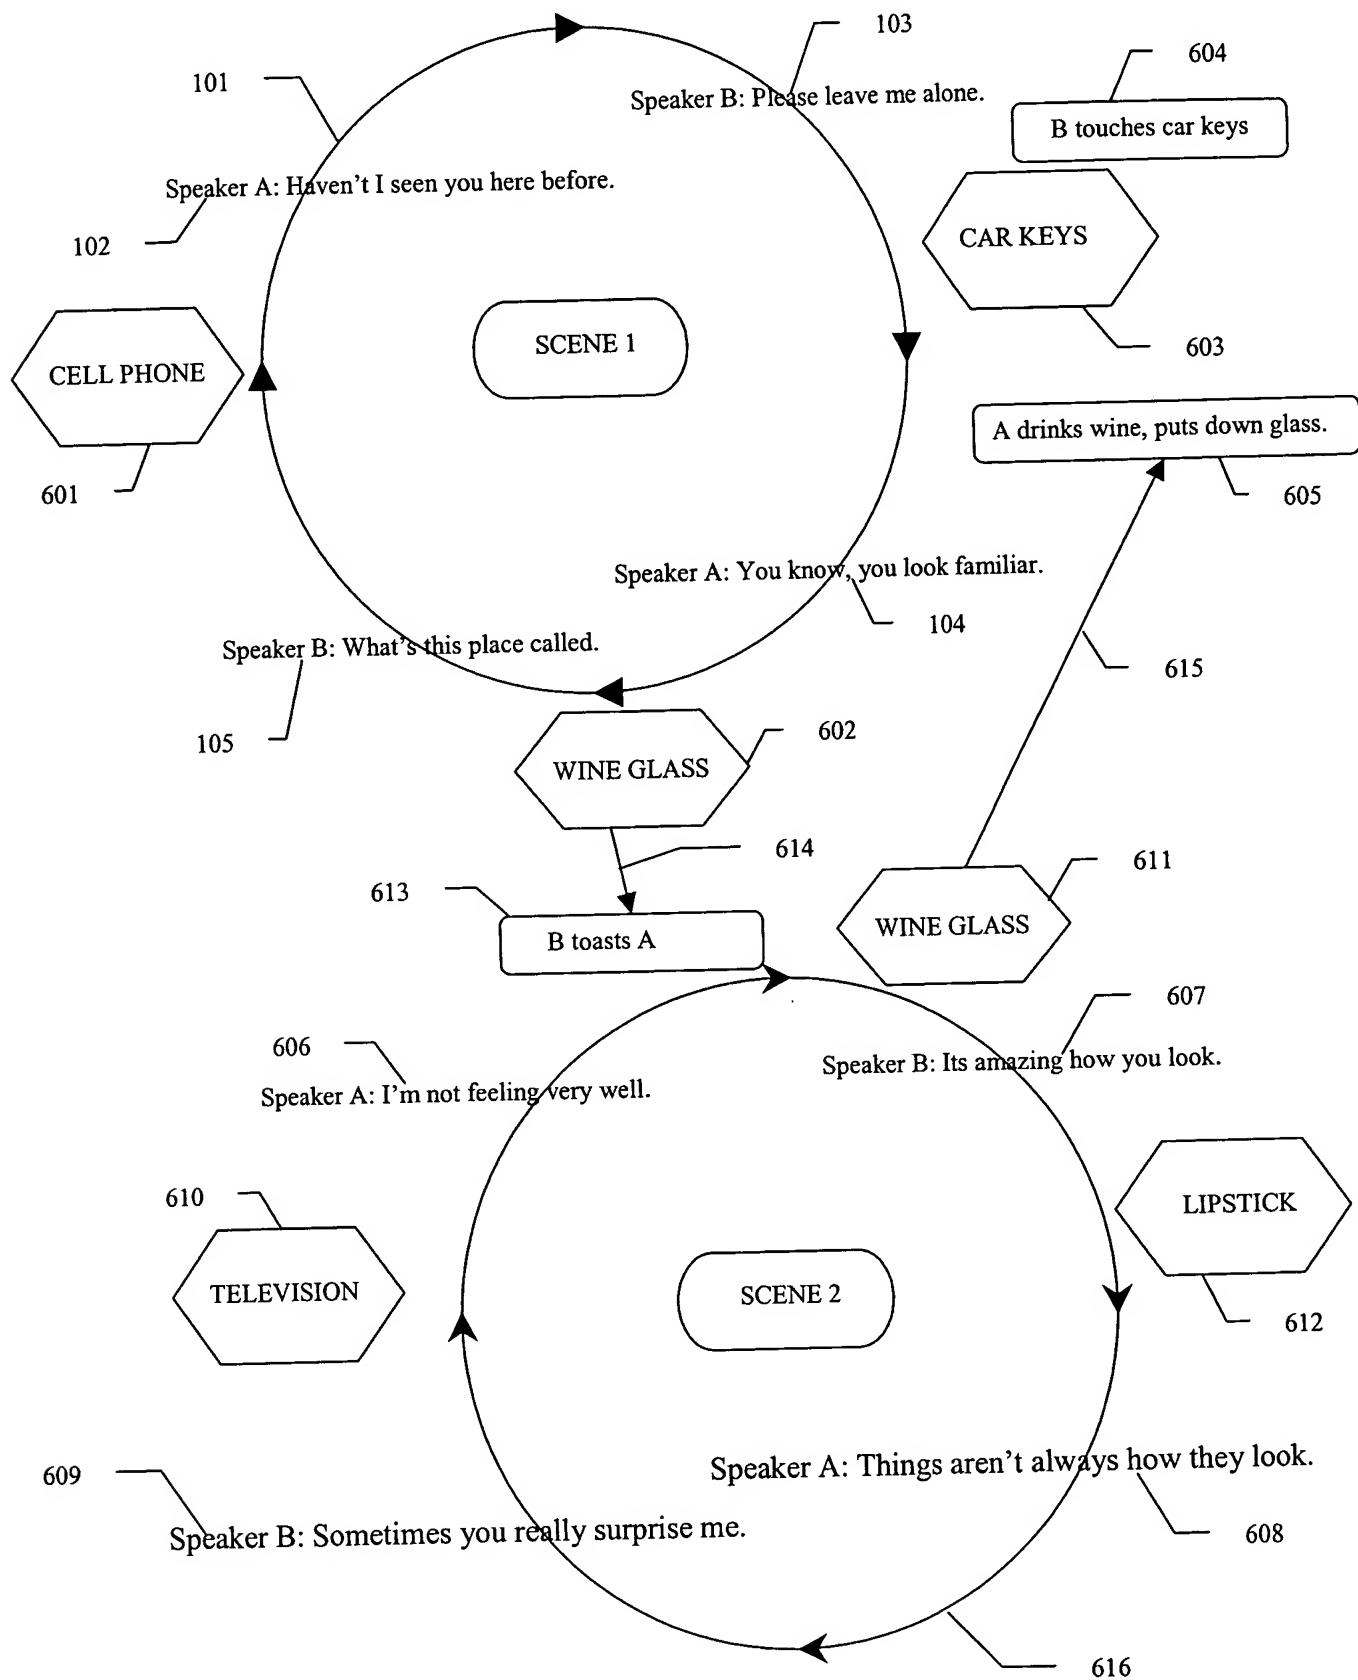 103
604
101
Speaker B: Please leave me alone.
B touches car keys
Speaker A: Haven't I seen you here before.
102
CAR KEYS
SCENE 1
603
CELL PHONE
A drinks wine, puts down glass.
601
605
Speaker A: You know, you look familiar.
104
Speaker B: What's this place called.
615
105
602
WINE GLASS
614
611
613
WINE GLASS
B toasts A
607
606
Speaker B: Its amazing how you look.
Speaker A: I'm not feeling very well.
610
LIPSTICK
TELEVISION
SCENE 2
612
609
Speaker A: Things aren't always how they look.
Speaker B: Sometimes you really surprise me.
608
616